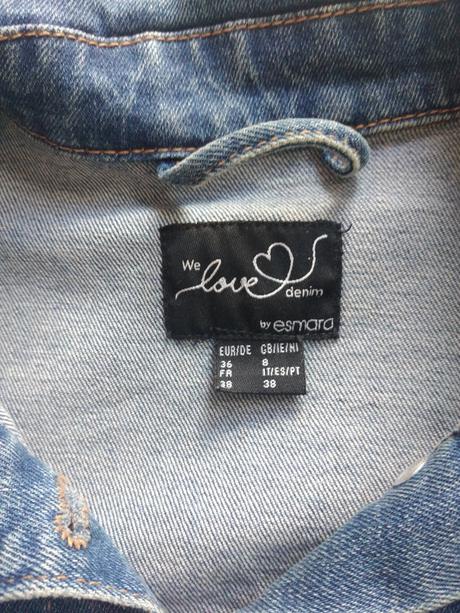 We
love
denim
by esmara
EUR/DE GB/IE/NI
36 8
FR IT/ES/PT
38 38